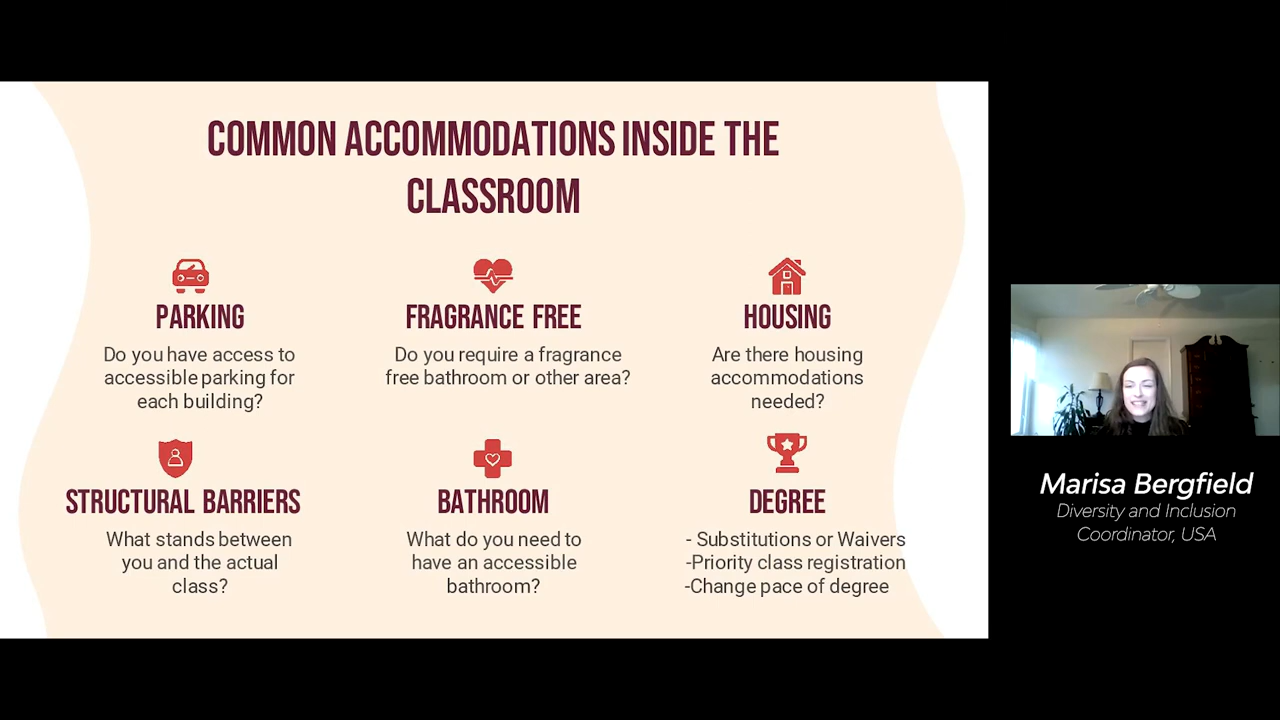 COMMON ACCOMMODATIONS INSIDE THE
CLASSROOM
PARKING
Do you have access to
accessible parking for
each building?
FRAGRANCE FREE
Do you require a fragrance
free bathroom or other area?
HOUSING
Are there housing
accommodations
needed?
STRUCTURAL BARRIERS
What stands between
you and the actual
class?
BATHROOM
What do you need to
have an accessible
bathroom?
DEGREE
- Substitutions or Waivers
-Priority class registration
-Change pace of degree
Marisa Bergfield
Diversity and Inclusion
Coordinator, USA